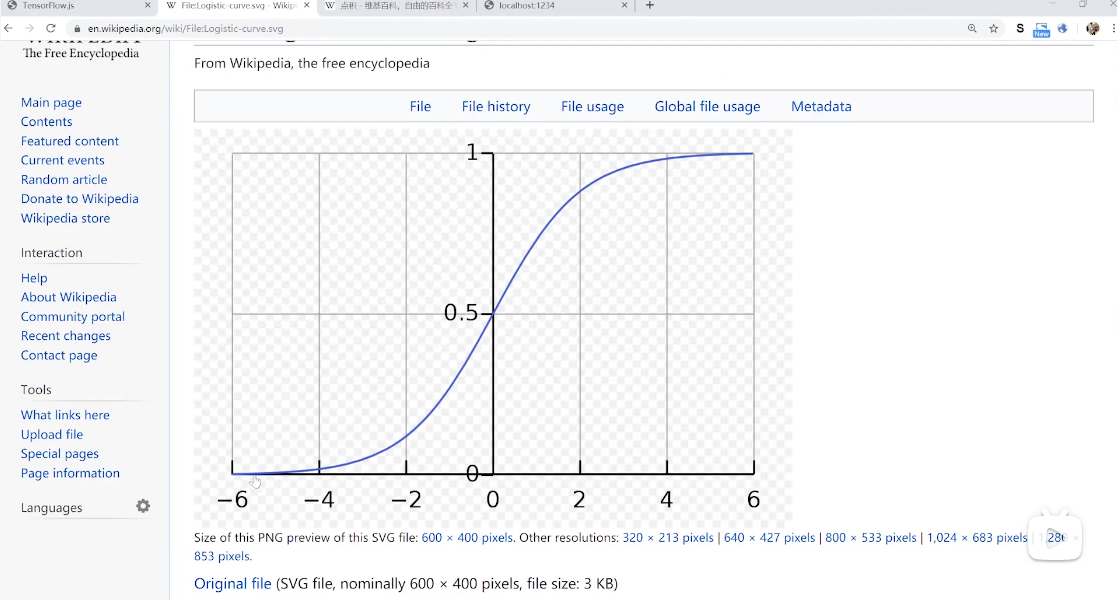 TensorFlow.js
File:Logistic-curve.svg - Wikip
点积 - 维基百科，自由的百科全
localhost:1234
en.wikipedia.org/wiki/File:Logistic-curve.svg
S
New
The Free Encyclopedia
Main page
Contents
Featured content
Current events
Random article
Donate to Wikipedia
Wikipedia store
Interaction
Help
About Wikipedia
Community portal
Recent changes
Contact page
Tools
What links here
Upload file
Special pages
Page information
Languages
From Wikipedia, the free encyclopedia
File File history File usage Global file usage Metadata
1
0.5
0
−6 −4 −2 0 2 4 6
Size of this PNG preview of this SVG file: 600 × 400 pixels. Other resolutions: 320 × 213 pixels | 640 × 427 pixels | 800 × 533 pixels | 1,024 × 683 pixels | 1,280 ×
853 pixels.
Original file (SVG file, nominally 600 × 400 pixels, file size: 3 KB)